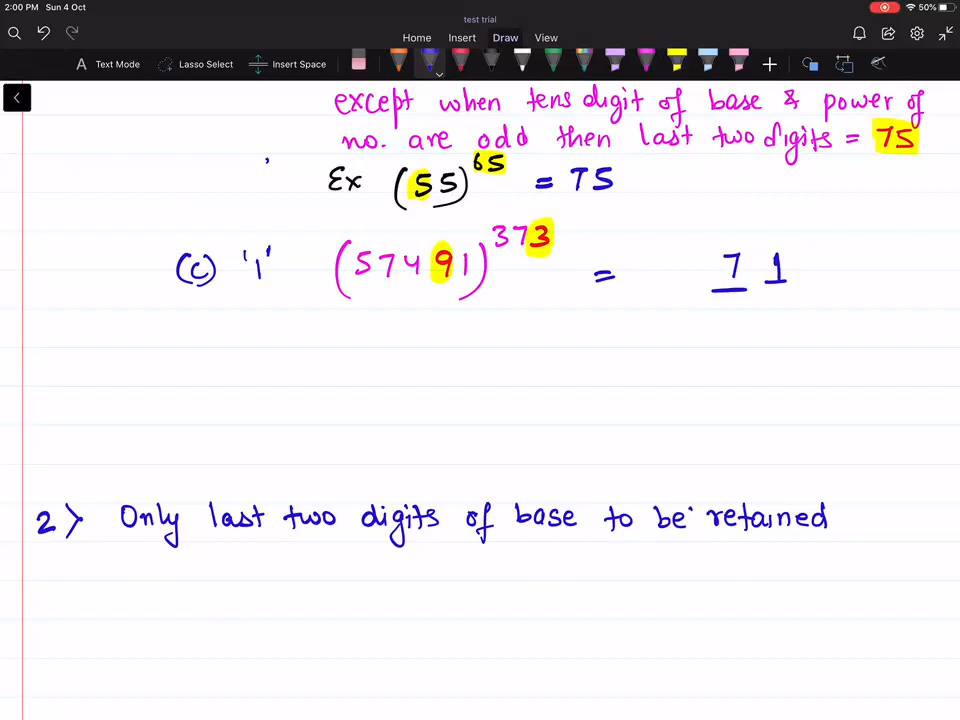 2:00 PM Sun 4 Oct
50%
test trial
Home Insert Draw View
Text Mode Lasso Select Insert Space
except when tens digit of base & power of
no. are odd then last two digits = 75
Ex (55)^65 = 75
(C) '1' (57491)^373 = 71
2> Only last two digits of base to be retained